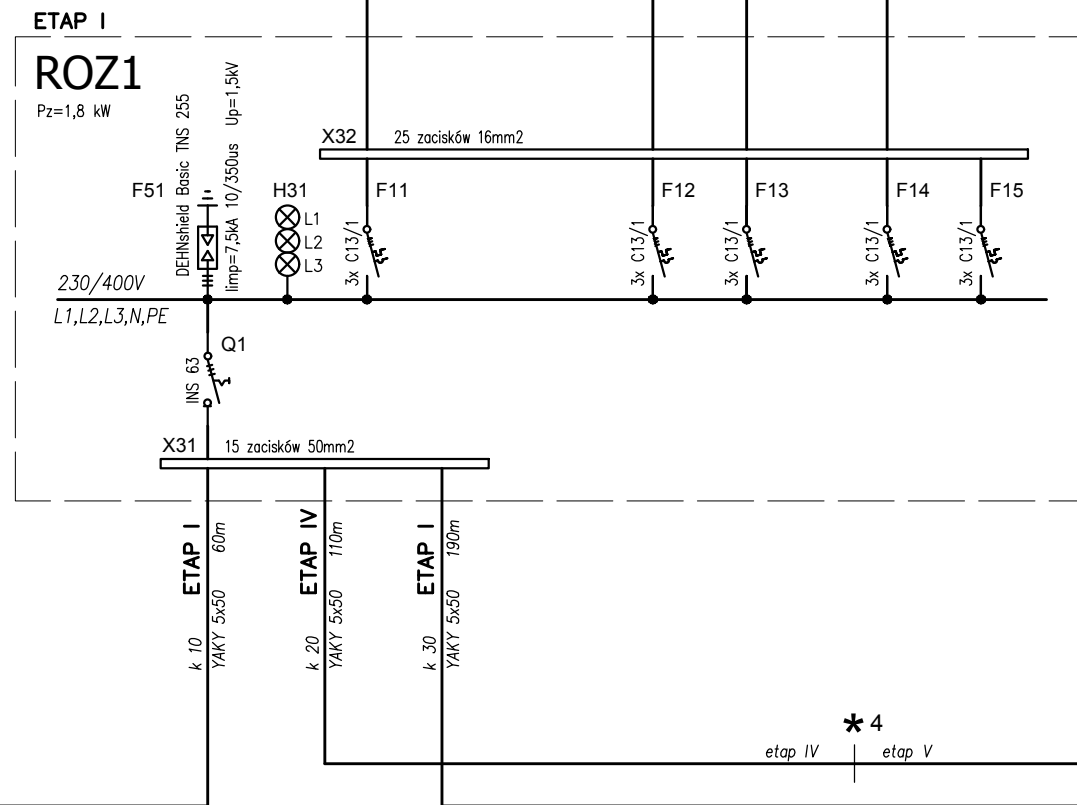 ETAP I
ROZ1
Pz=1,8 kW
F51
DEHNshield Basic TNS 255
Iimp=7,5kA 10/350us Up=1,5kV
H31
L1
L2
L3
X32
25 zacisków 16mm2
F11
3x C13/1
F12
3x C13/1
F13
3x C13/1
F14
3x C13/1
F15
3x C13/1
230/400V
L1,L2,L3,N,PE
Q1
INS 63
X31
15 zacisków 50mm2
ETAP I
60m
k 10
YAKY 5x50
ETAP IV
110m
k 20
YAKY 5x50
ETAP I
190m
k 30
YAKY 5x50
* 4
etap IV
etap V